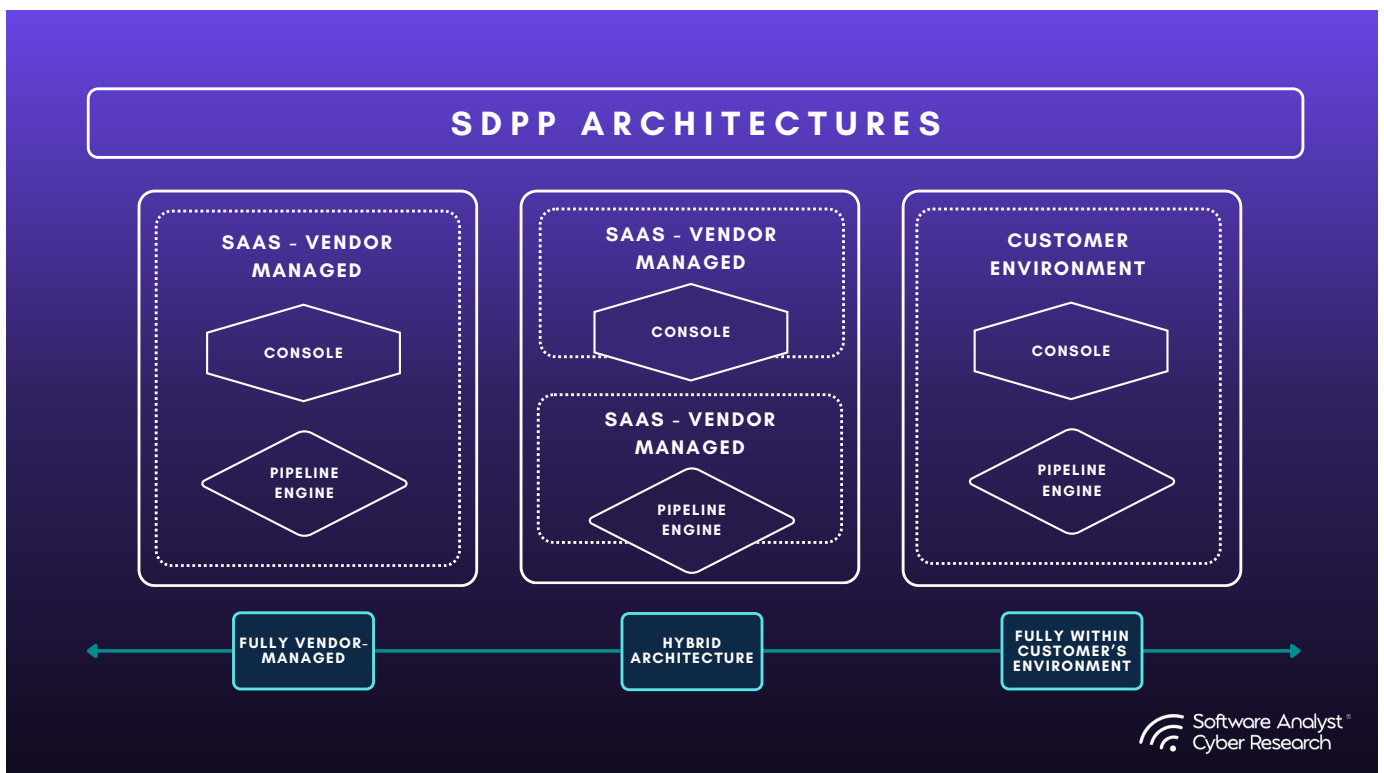 SDPP ARCHITECTURES
SAAS - VENDOR
MANAGED
CONSOLE
PIPELINE
ENGINE
SAAS - VENDOR
MANAGED
CONSOLE
SAAS - VENDOR
MANAGED
PIPELINE
ENGINE
CUSTOMER
ENVIRONMENT
CONSOLE
PIPELINE
ENGINE
FULLY VENDOR-
MANAGED
HYBRID
ARCHITECTURE
FULLY WITHIN
CUSTOMER'S
ENVIRONMENT
Software Analyst®
Cyber Research